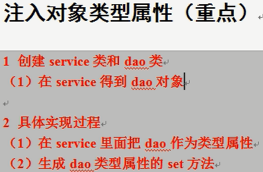 注入对象类型属性（重点）
1 创建 service 类和 dao 类
（1）在 service 得到 dao 对象
2 具体实现过程
（1）在 service 里面把 dao 作为类型属性
（2）生成 dao 类型属性的 set 方法